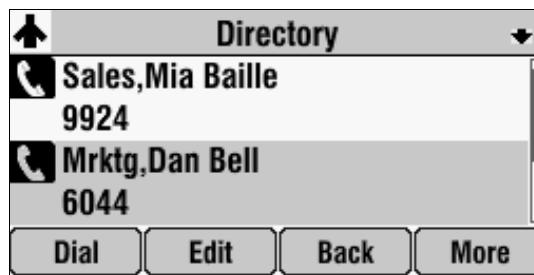 Directory
Sales,Mia Baille
9924
Mrktg,Dan Bell
6044
Dial Edit Back More